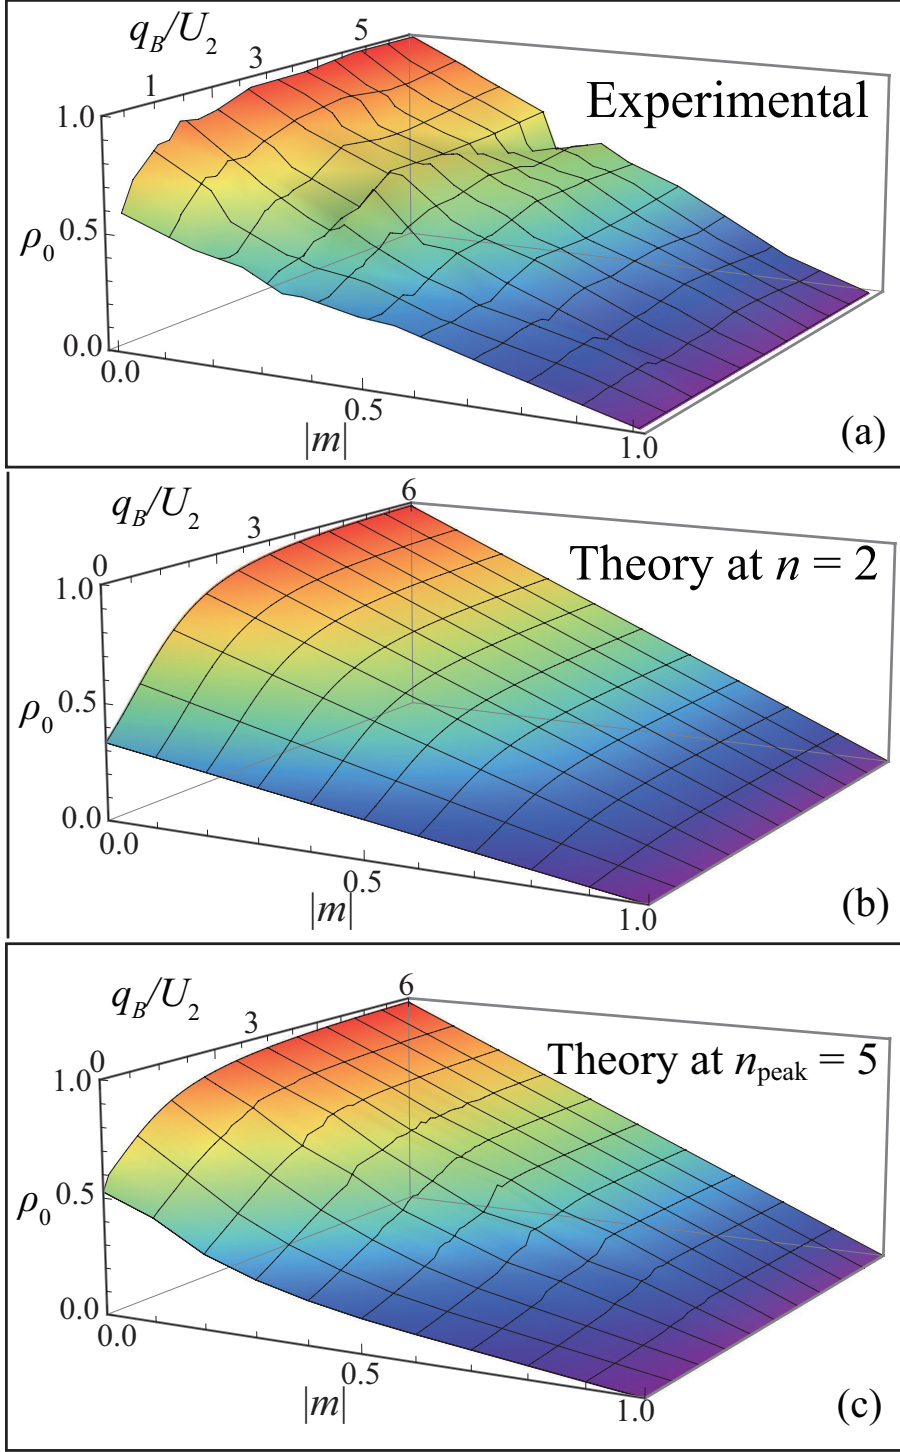 q_B/U_2
1 3 5
Experimental
1.0
ρ_0 0.5
0.0
0.0
0.5
|m|
1.0
(a)
6
q_B/U_2
3
0
Theory at n = 2
1.0
ρ_0 0.5
0.0
0.0
0.5
|m|
1.0
(b)
6
q_B/U_2
3
0
Theory at n_peak = 5
1.0
ρ_0 0.5
0.0
0.0
0.5
|m|
1.0
(c)